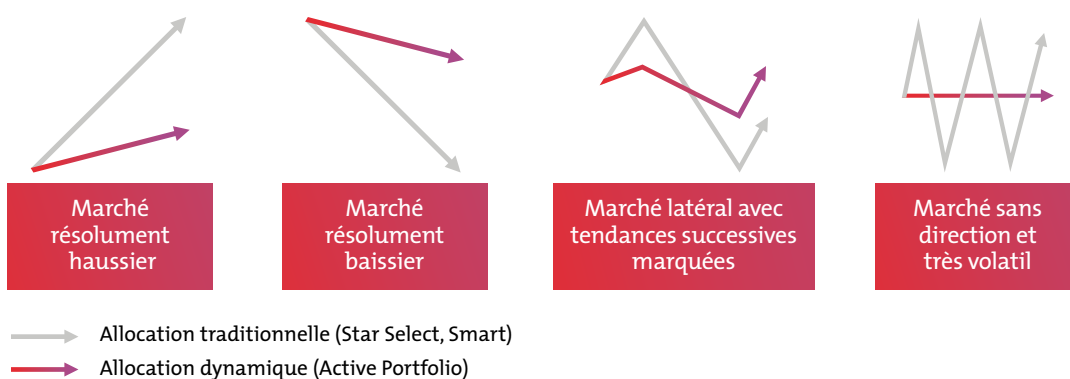 Marché
résolument
haussier
Marché
résolument
baissier
Marché latéral avec
tendances successives
marquées
Marché sans
direction et
très volatil
Allocation traditionnelle (Star Select, Smart)
Allocation dynamique (Active Portfolio)